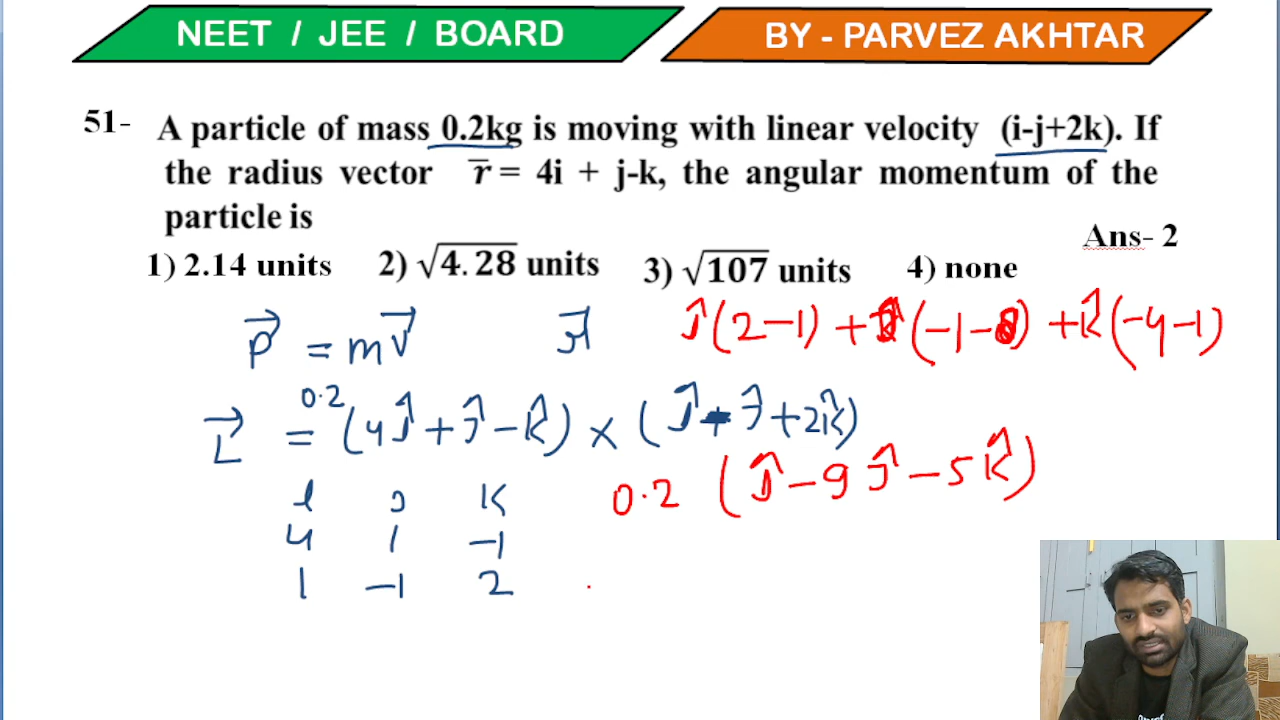 NEET / JEE / BOARD
BY - PARVEZ AKHTAR
51- A particle of mass 0.2kg is moving with linear velocity (i-j+2k). If
the radius vector r̅ = 4i + j-k, the angular momentum of the
particle is
Ans- 2
1) 2.14 units 2) √4.28 units 3) √107 units 4) none
P⃗ = mv⃗ r⃗
î(2-1) + (-1-8) + k̂(-4-1)
L⃗ = 0.2 (4î + ĵ - k̂) × (î - ĵ + 2k̂)
0.2 (î - 9ĵ - 5k̂)
i j k
4 1 -1
1 -1 2